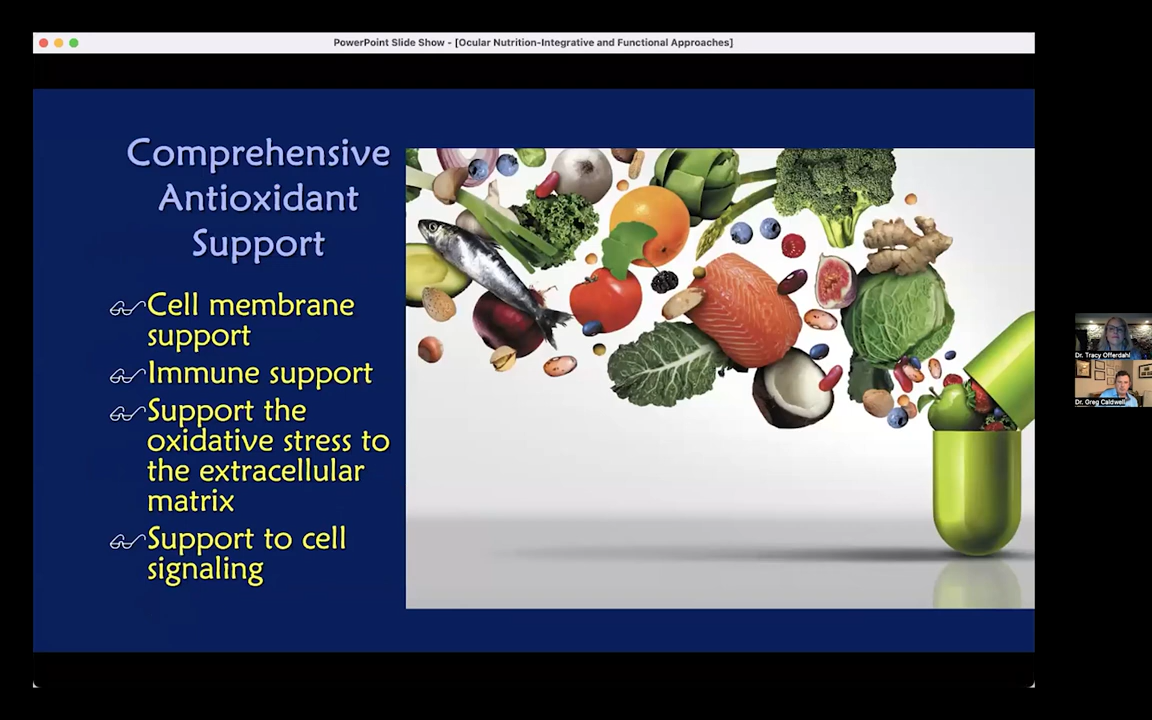 PowerPoint Slide Show - [Ocular Nutrition-Integrative and Functional Approaches]
Comprehensive
Antioxidant
Support
Cell membrane
support
Immune support
Support the
oxidative stress to
the extracellular
matrix
Support to cell
signaling
Dr. Tracy Offerdahl
Dr. Greg Caldwell